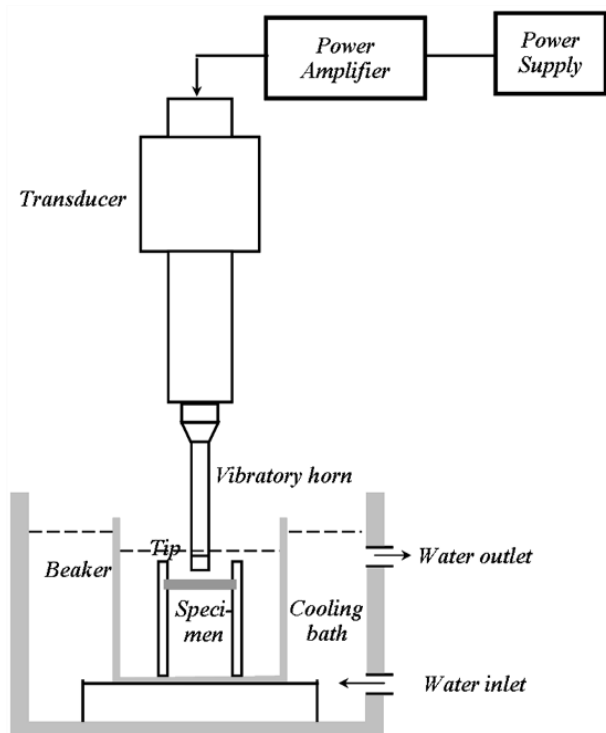 Power
Amplifier
Power
Supply
Transducer
Vibratory horn
Tip
Beaker
Speci-
men
Cooling
bath
Water outlet
Water inlet